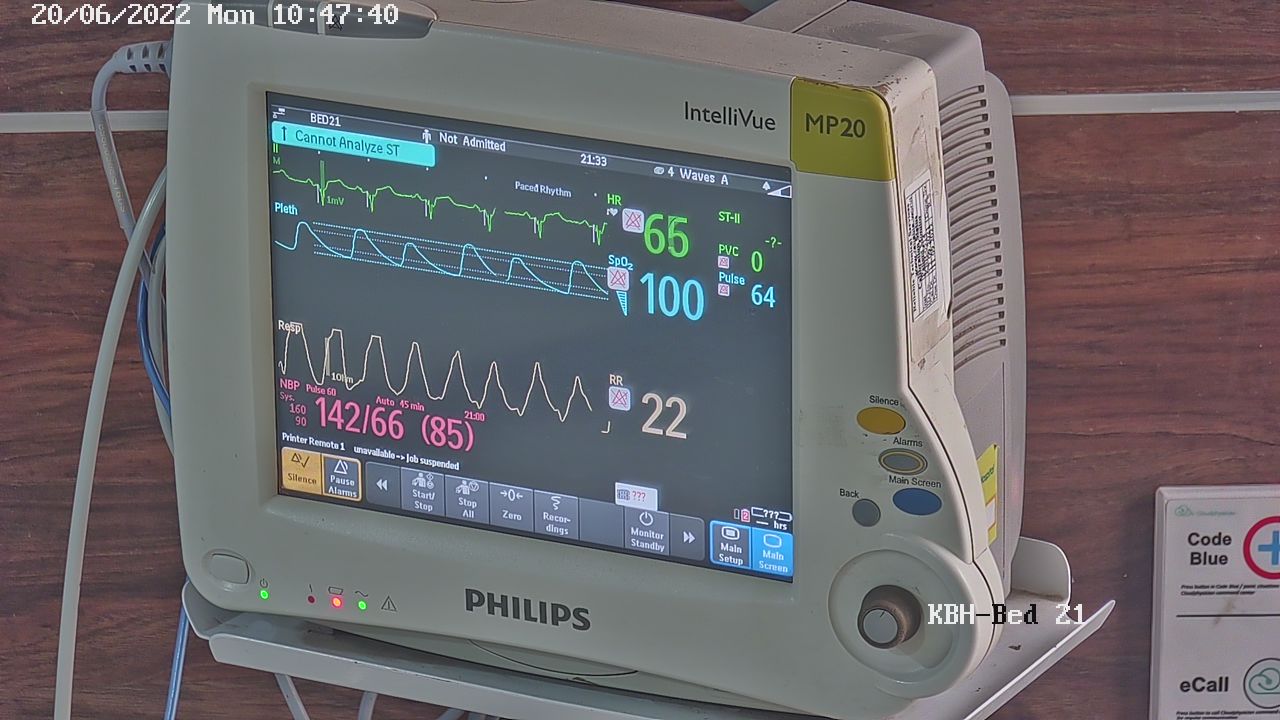 20/06/2022 Mon 10:47:40
IntelliVue
MP20
BED21
Not Admitted
21:33
4 Waves A
Cannot Analyze ST
II
M
1mV
Paced Rhythm
HR
65
ST-II
-?-
PVC
0
Pleth
SpO₂
100
Pulse
64
Resp
10hm
RR
22
NBP
Pulse 60
Auto 45 min
21:00
Sys.
160
90
142/66 (85)
Printer Remote 1 unavailable -> Job suspended
Silence
Pause Alarms
Start/ Stop
Stop All
Zero
Recor- dings
???
Monitor Standby
Main Setup
Main Screen
???
hrs
Silence
Alarms
Main Screen
Back
PHILIPS
KBH-Bed 21
Cloudphysician
Code
Blue
eCall